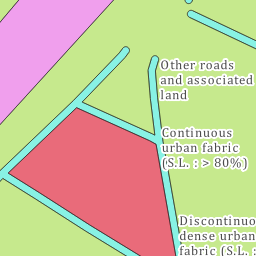 Other roads
and associated
land
Continuous
urban fabric
(S.L. : > 80%)
Discontinuo
dense urban
fabric (S.L. :